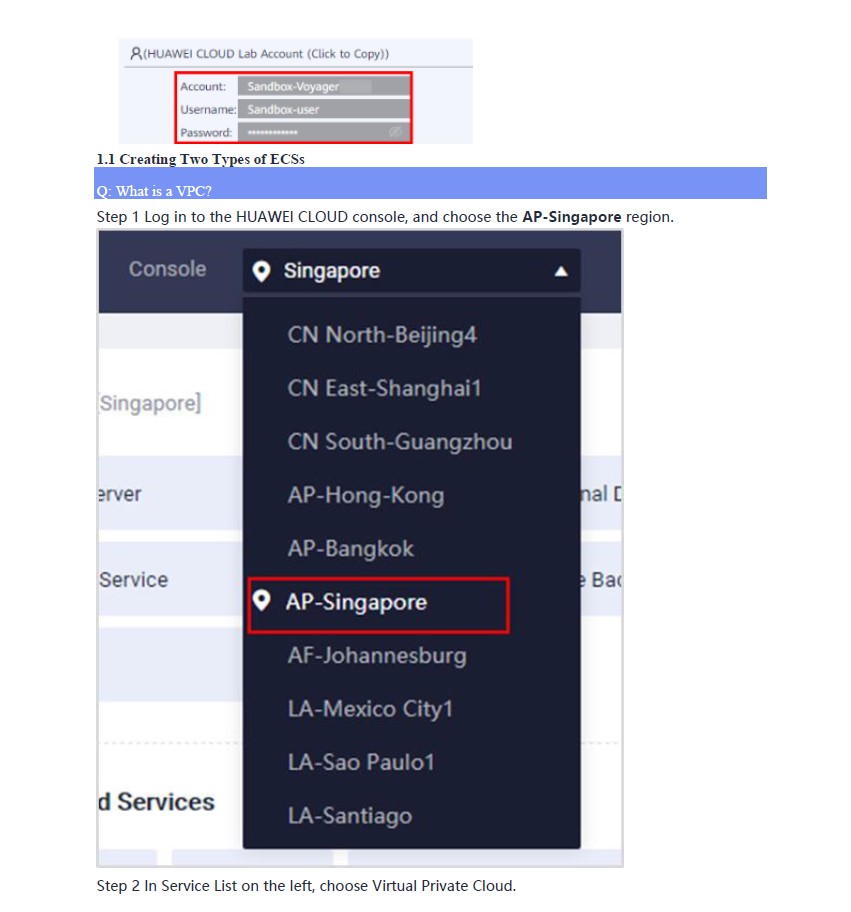 (HUAWEI CLOUD Lab Account (Click to Copy))
Account: Sandbox-Voyager
Username: Sandbox-user
Password: ************
1.1 Creating Two Types of ECSs
Q: What is a VPC?
Step 1 Log in to the HUAWEI CLOUD console, and choose the AP-Singapore region.
Console Singapore
CN North-Beijing4
CN East-Shanghai1
[Singapore]
CN South-Guangzhou
erver AP-Hong-Kong nal D
AP-Bangkok
Service e Bac
AP-Singapore
AF-Johannesburg
LA-Mexico City1
LA-Sao Paulo1
d Services
LA-Santiago
Step 2 In Service List on the left, choose Virtual Private Cloud.